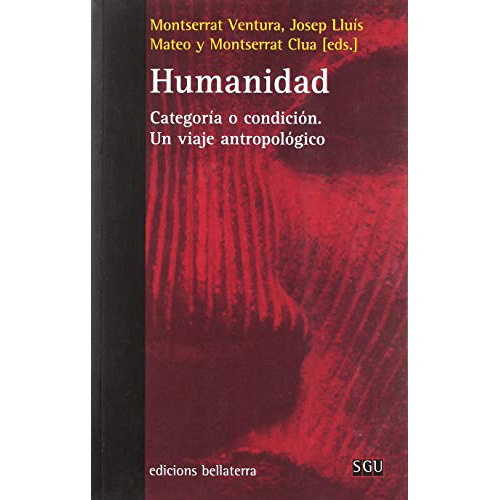 Montserrat Ventura, Josep Lluís
Mateo y Montserrat Clua [eds.]
Humanidad
Categoría o condición.
Un viaje antropológico
edicions bellaterra
SGU